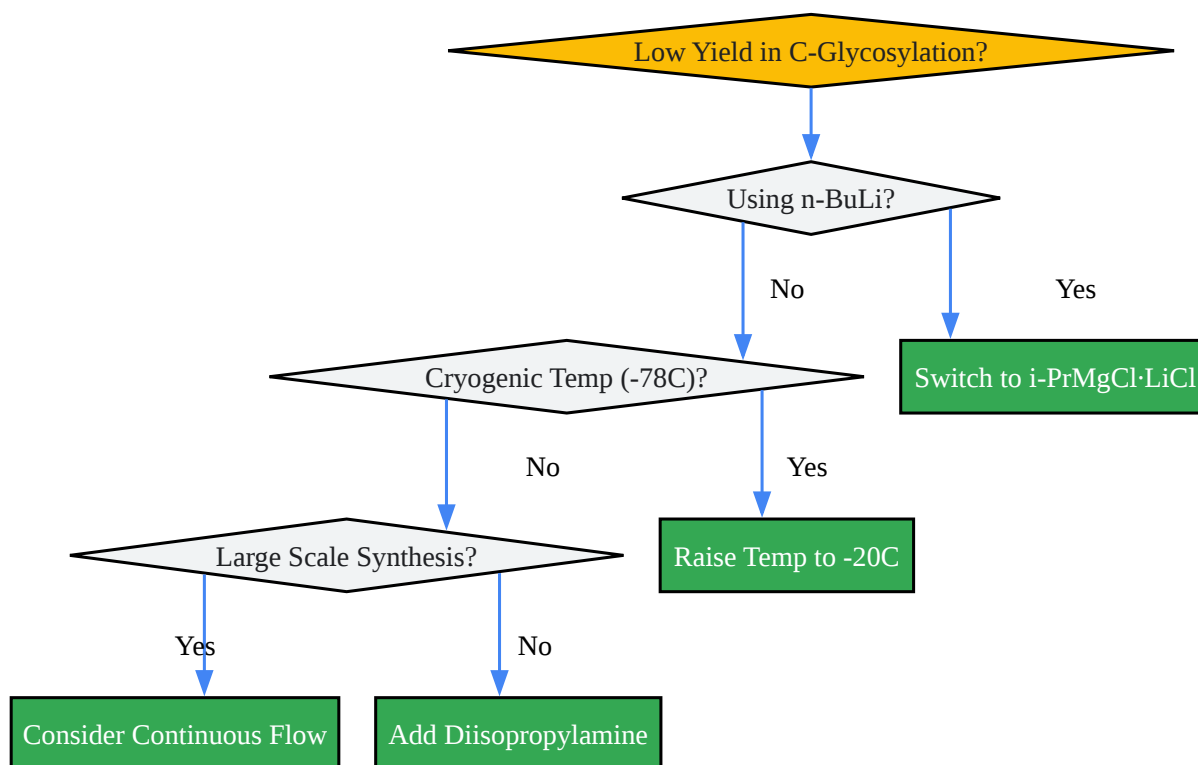 Low Yield in C-Glycosylation?
Using n-BuLi?
No
Yes
Cryogenic Temp (-78C)?
Switch to i-PrMgCl·LiCl
No
Yes
Large Scale Synthesis?
Raise Temp to -20C
Yes
No
Consider Continuous Flow
Add Diisopropylamine